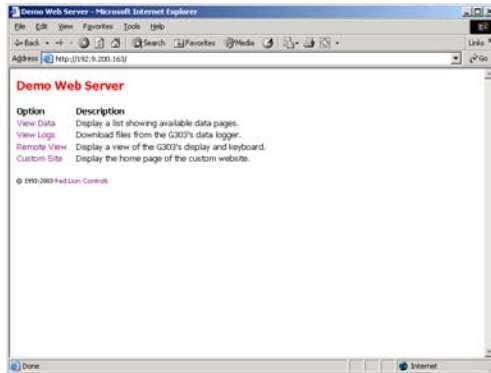 Demo Web Server - Microsoft Internet Explorer
File Edit View Favorites Tools Help
Back Search Favorites Media
Links
Address http://192.9.200.163/ Go
Demo Web Server
Option Description
View Data Display a list showing available data pages.
View Logs Download files from the G303's data logger.
Remote View Display a view of the G303's display and keyboard.
Custom Site Display the home page of the custom website.
© 1993-2003 Red Lion Controls
Done Internet